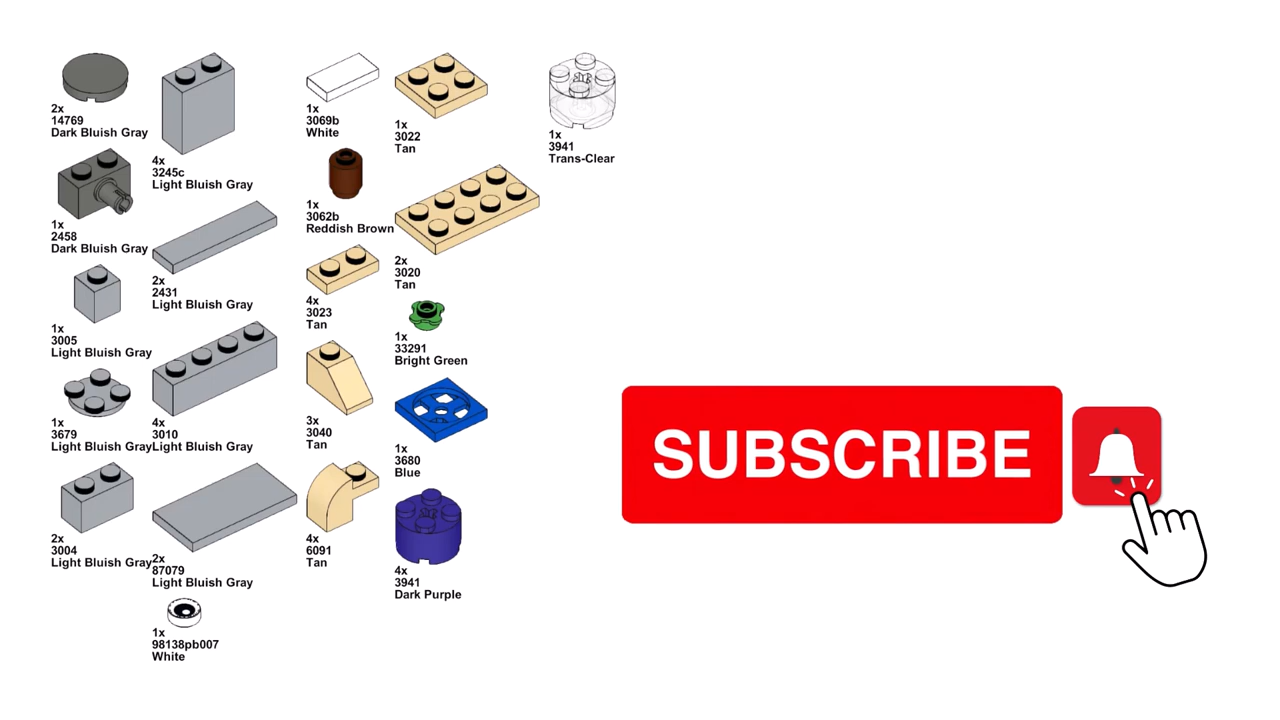 2x
14769
Dark Bluish Gray
1x
2458
Dark Bluish Gray
1x
3005
Light Bluish Gray
1x
3679
Light Bluish Gray
2x
3004
Light Bluish Gray
4x
3245c
Light Bluish Gray
2x
2431
Light Bluish Gray
4x
3010
Light Bluish Gray
2x
87079
Light Bluish Gray
1x
98138pb007
White
1x
3069b
White
1x
3062b
Reddish Brown
4x
3023
Tan
3x
3040
Tan
4x
6091
Tan
1x
3022
Tan
2x
3020
Tan
1x
33291
Bright Green
1x
3680
Blue
4x
3941
Dark Purple
1x
3941
Trans-Clear
SUBSCRIBE